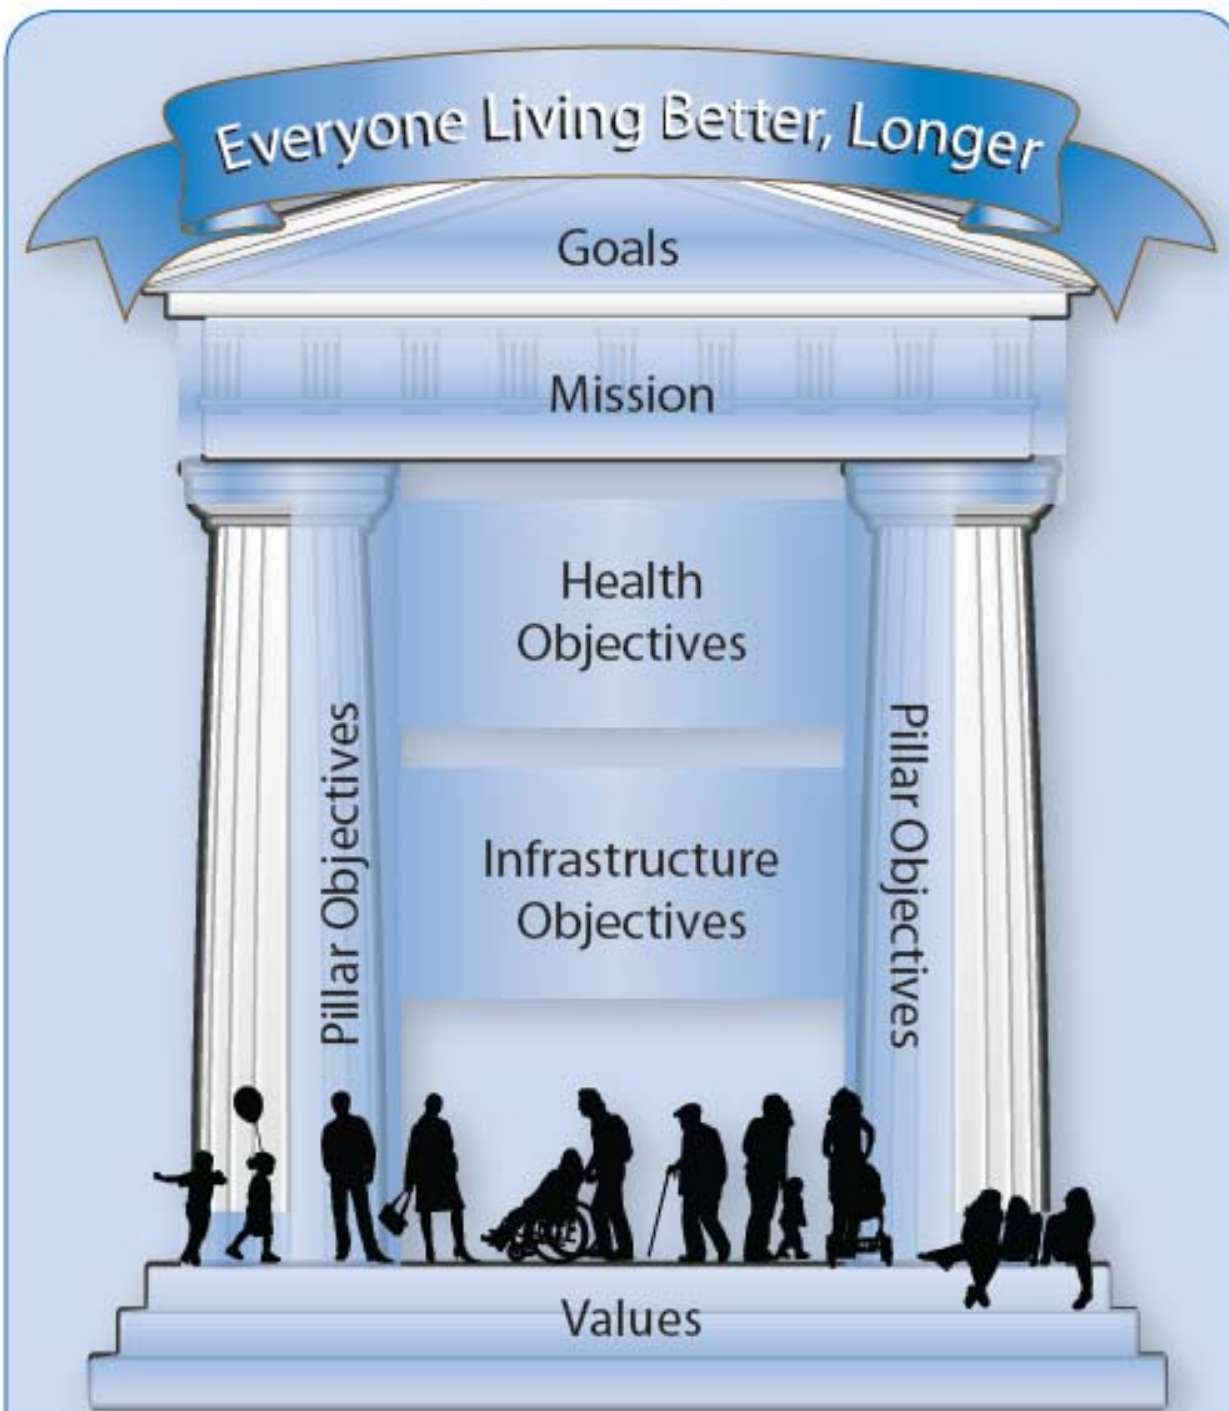 Everyone Living Better, Longer
Goals
Mission
Health
Objectives
Pillar Objectives
Pillar Objectives
Infrastructure
Objectives
Values